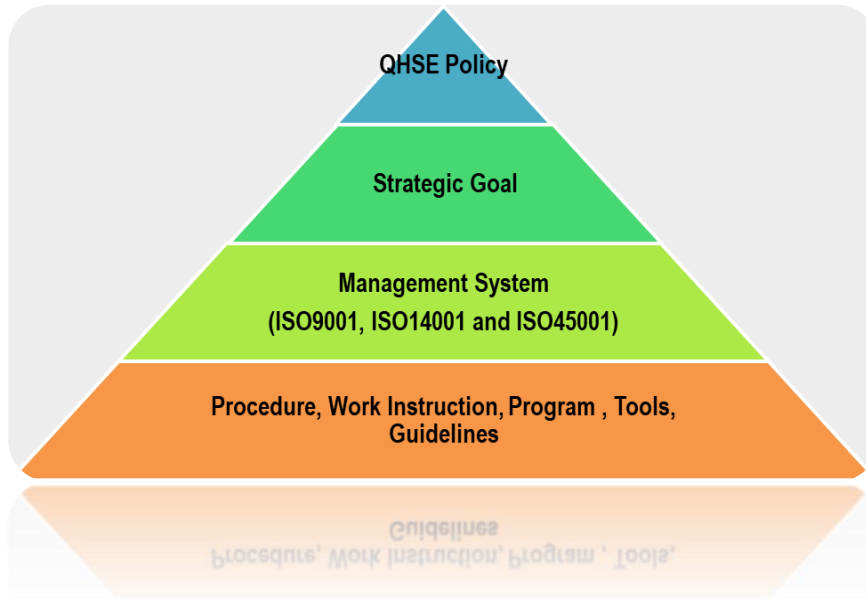 QHSE Policy
Strategic Goal
Management System
(ISO9001, ISO14001 and ISO45001)
Procedure, Work Instruction, Program , Tools,
Guidelines